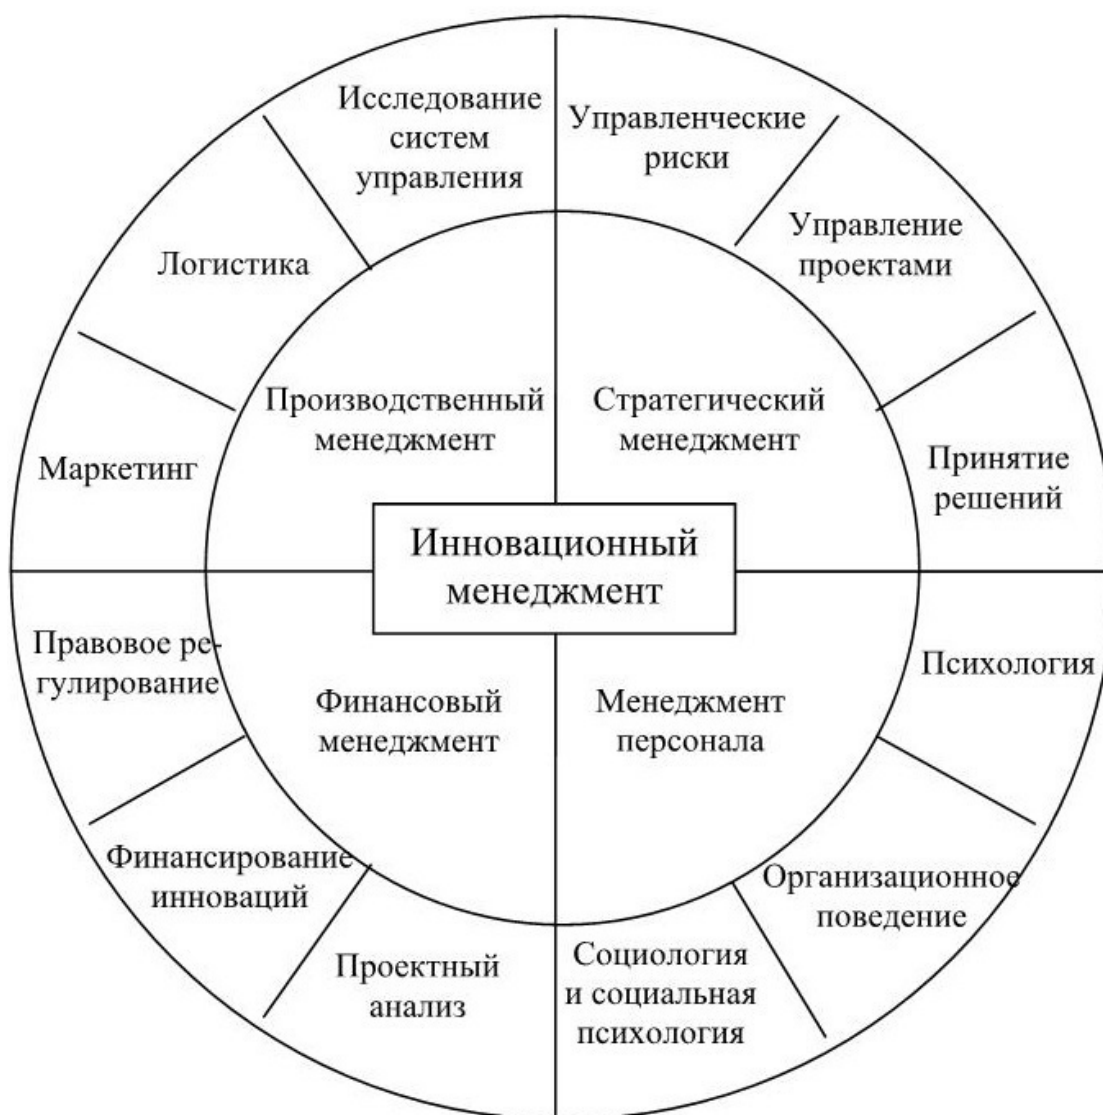 Исследование
систем
управления
Управленческие
риски
Управление
проектами
Логистика
Производственный
менеджмент
Стратегический
менеджмент
Маркетинг
Принятие
решений
Инновационный
менеджмент
Правовое ре-
гулирование
Психология
Финансовый
менеджмент
Менеджмент
персонала
Финансирование
инноваций
Организационное
поведение
Проектный
анализ
Социология
и социальная
психология